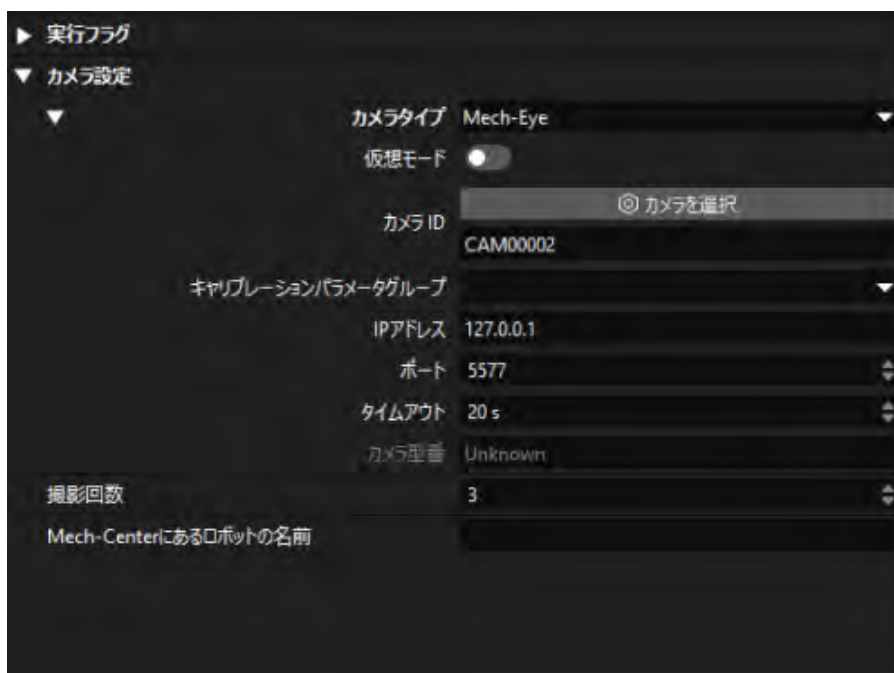 実行フラグ
カメラ設定
カメラタイプ Mech-Eye
仮想モード
カメラを選択
カメラ ID
CAM00002
キャリブレーションパラメータグループ
IPアドレス 127.0.0.1
ポート 5577
タイムアウト 20 s
カメラ型番 Unknown
撮影回数 3
Mech-Centerにあるロボットの名前